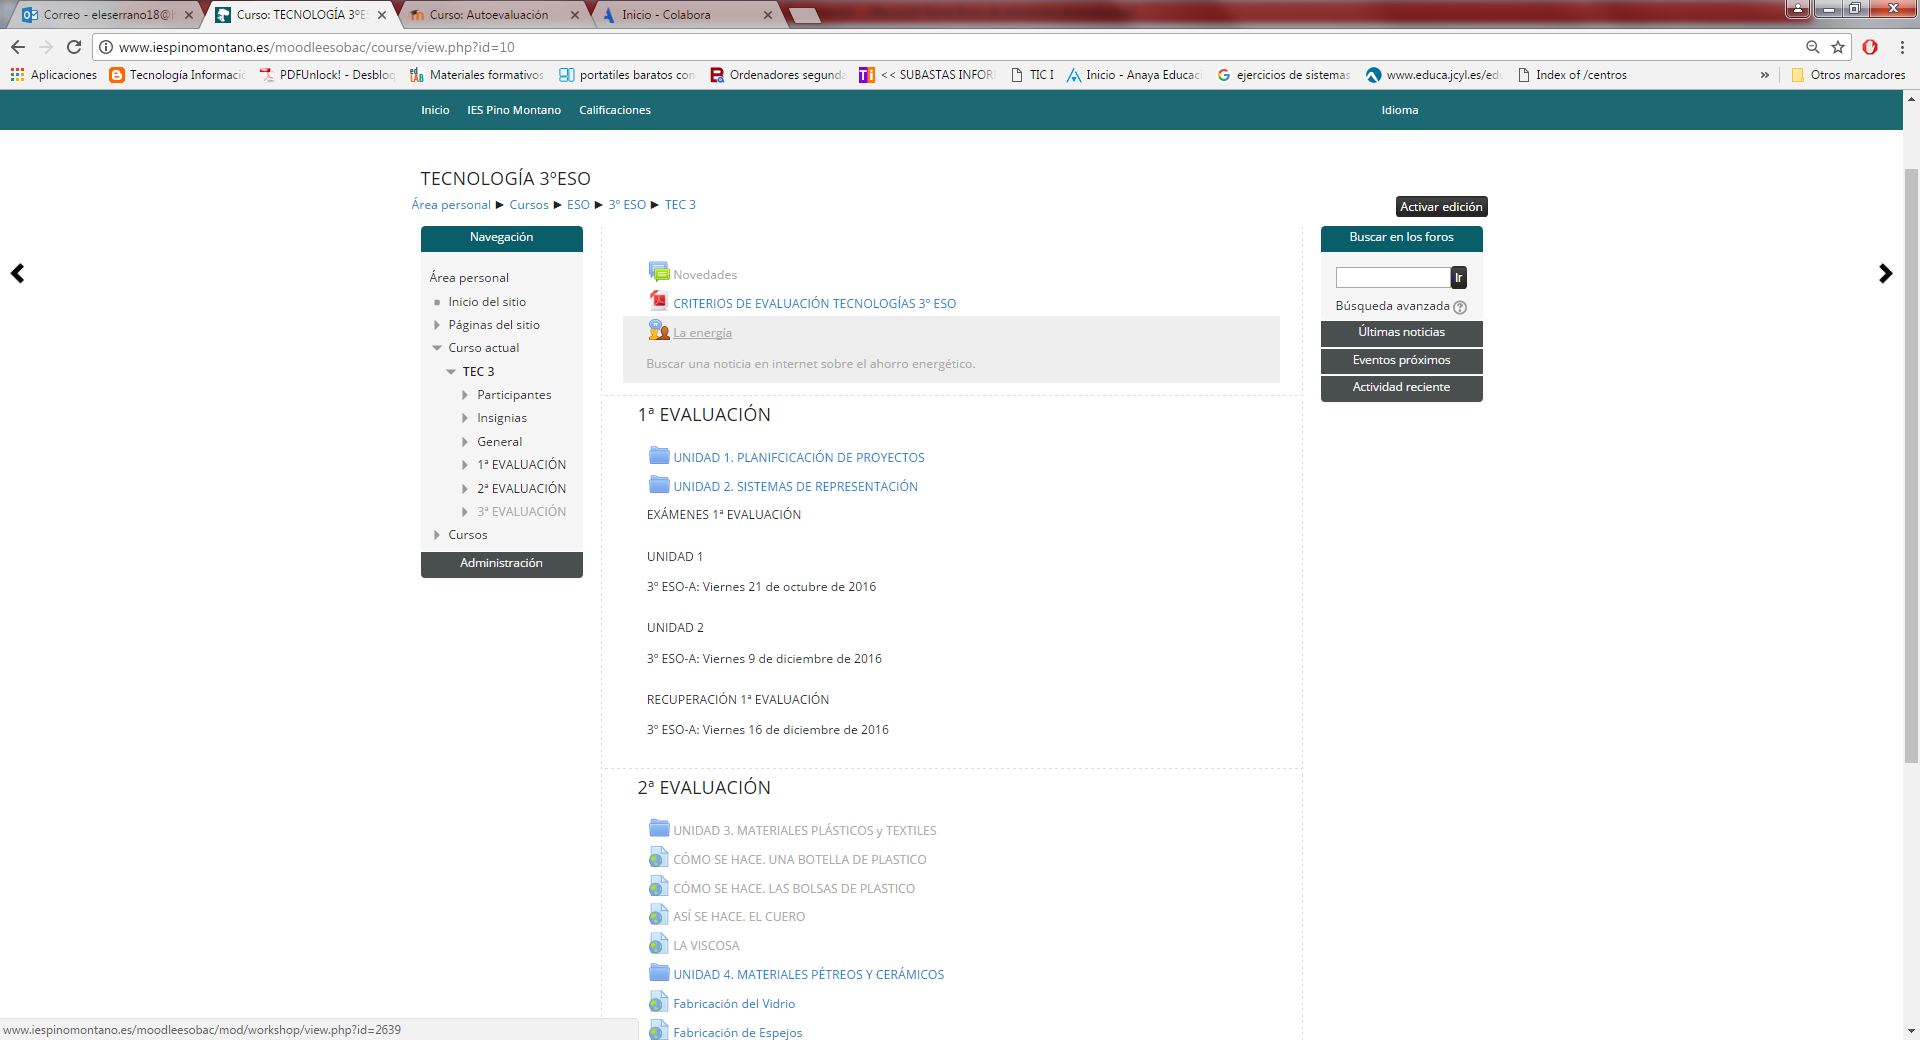 Correo - eleserrano18@h
Curso: TECNOLOGÍA 3ºES
Curso: Autoevaluación
Inicio - Colabora
www.iespinomontano.es/moodleesobac/course/view.php?id=10
Aplicaciones
Tecnología Informaci
PDFUnlock! - Desbloq
Materiales formativos
portatiles baratos con
Ordenadores segunda
<< SUBASTAS INFOR
TIC I
Inicio - Anaya Educac
ejercicios de sistemas
www.educa.jcyl.es/edu
Index of /centros
»
Otros marcadores
Inicio
IES Pino Montano
Calificaciones
Idioma
TECNOLOGÍA 3ºESO
Área personal ► Cursos ► ESO ► 3º ESO ► TEC 3
Activar edición
Navegación
Área personal
Inicio del sitio
Páginas del sitio
Curso actual
TEC 3
Participantes
Insignias
General
1ª EVALUACIÓN
2ª EVALUACIÓN
3ª EVALUACIÓN
Cursos
Administración
Novedades
CRITERIOS DE EVALUACIÓN TECNOLOGÍAS 3º ESO
La energía
Buscar una noticia en internet sobre el ahorro energético.
1ª EVALUACIÓN
UNIDAD 1. PLANIFCICACIÓN DE PROYECTOS
UNIDAD 2. SISTEMAS DE REPRESENTACIÓN
EXÁMENES 1ª EVALUACIÓN
UNIDAD 1
3º ESO-A: Viernes 21 de octubre de 2016
UNIDAD 2
3º ESO-A: Viernes 9 de diciembre de 2016
RECUPERACIÓN 1ª EVALUACIÓN
3º ESO-A: Viernes 16 de diciembre de 2016
2ª EVALUACIÓN
UNIDAD 3. MATERIALES PLÁSTICOS y TEXTILES
CÓMO SE HACE. UNA BOTELLA DE PLASTICO
CÓMO SE HACE. LAS BOLSAS DE PLASTICO
ASÍ SE HACE. EL CUERO
LA VISCOSA
UNIDAD 4. MATERIALES PÉTREOS Y CERÁMICOS
Fabricación del Vidrio
Fabricación de Espejos
Buscar en los foros
Ir
Búsqueda avanzada
Últimas noticias
Eventos próximos
Actividad reciente
www.iespinomontano.es/moodleesobac/mod/workshop/view.php?id=2639